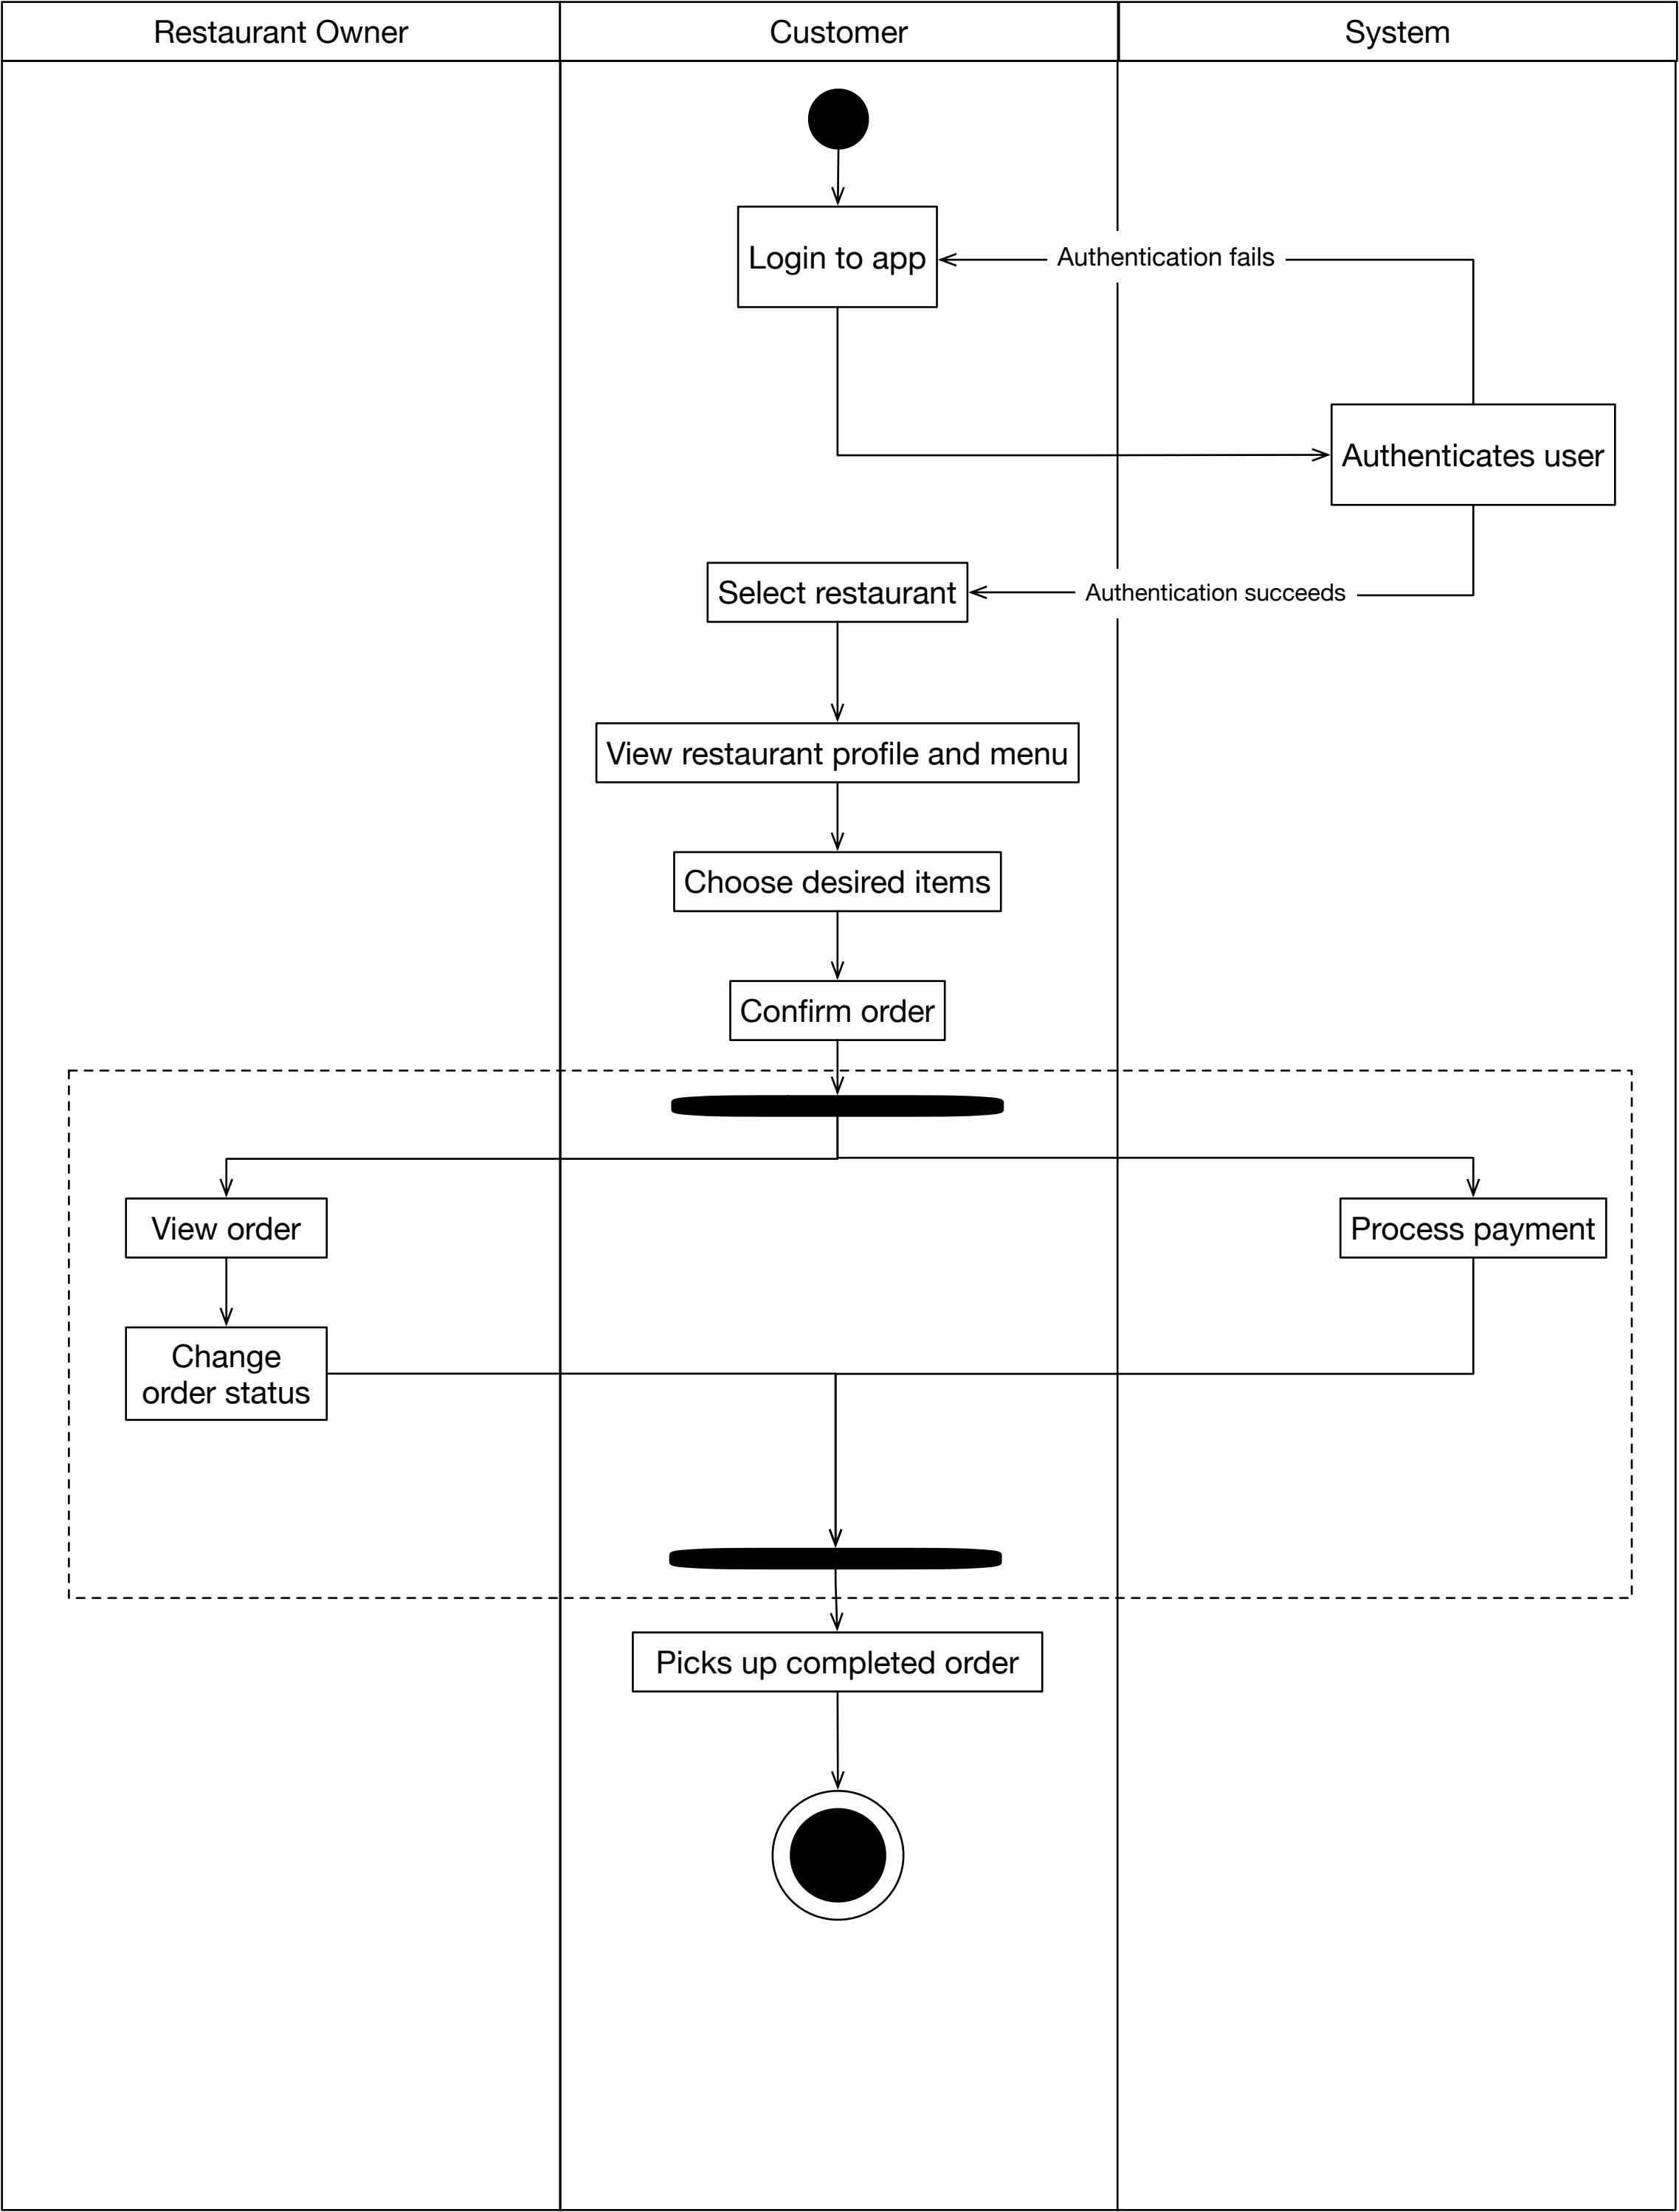 Restaurant Owner
Customer
System
Login to app
Authentication fails
Authenticates user
Select restaurant
Authentication succeeds
View restaurant profile and menu
Choose desired items
Confirm order
View order
Process payment
Change
order status
Picks up completed order